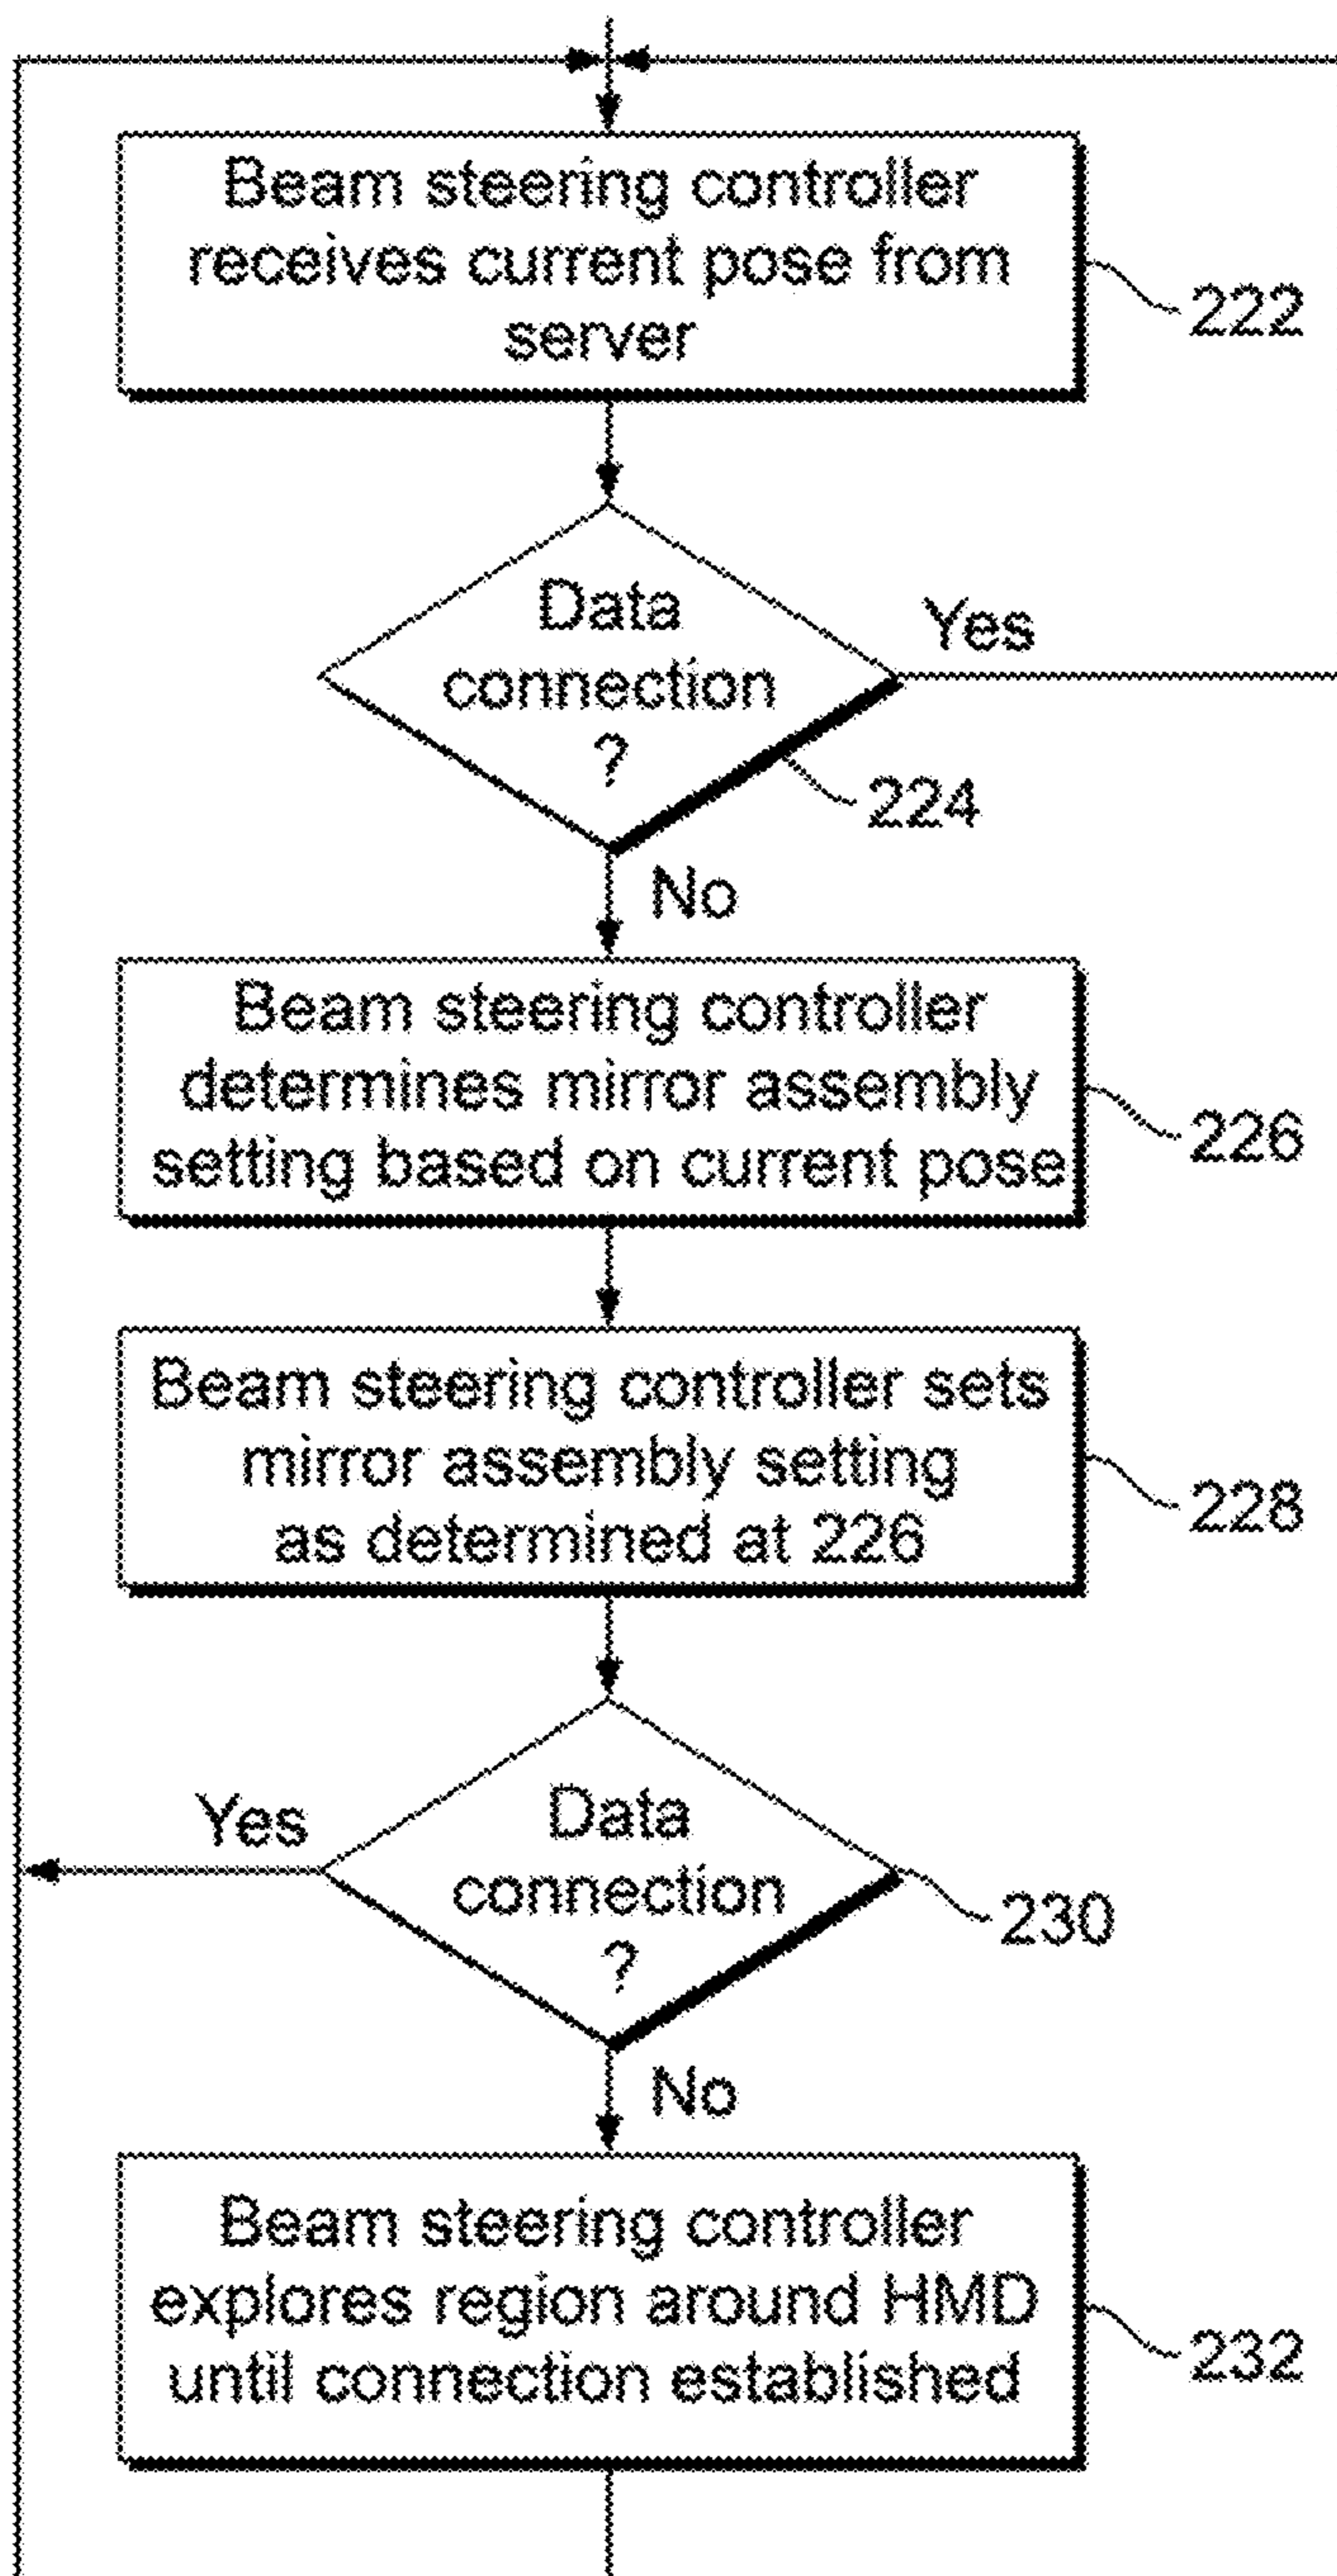 Beam steering controller
receives current pose from
server
222
Data
connection
?
Yes
224
No
Beam steering controller
determines mirror assembly
setting based on current pose
226
Beam steering controller sets
mirror assembly setting
as determined at 226
228
Yes
Data
connection
?
230
No
Beam steering controller
explores region around HMD
until connection established
232